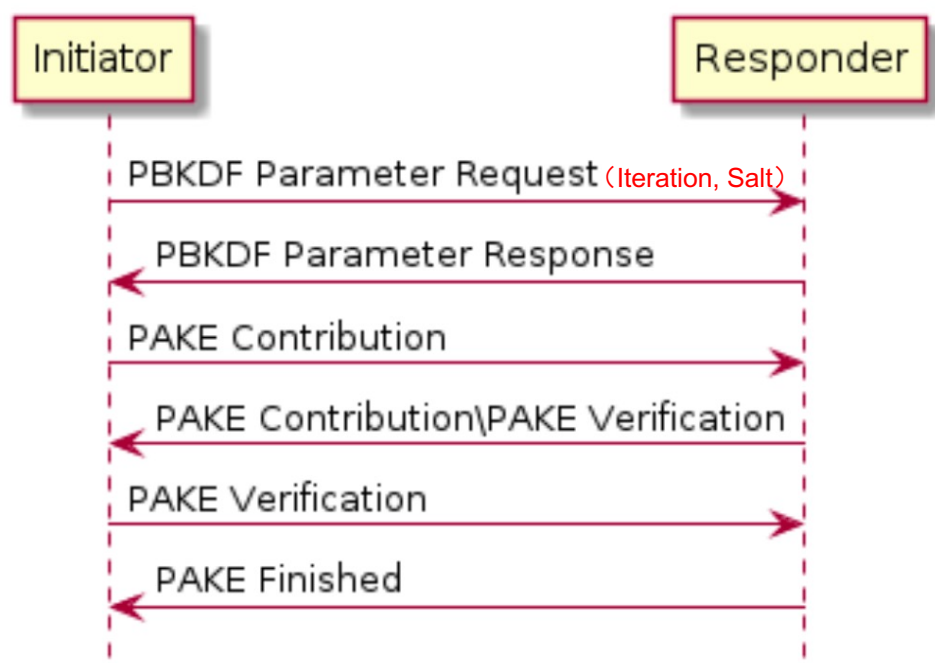 Initiator
Responder
PBKDF Parameter Request（Iteration, Salt）
PBKDF Parameter Response
PAKE Contribution
PAKE Contribution\PAKE Verification
PAKE Verification
PAKE Finished